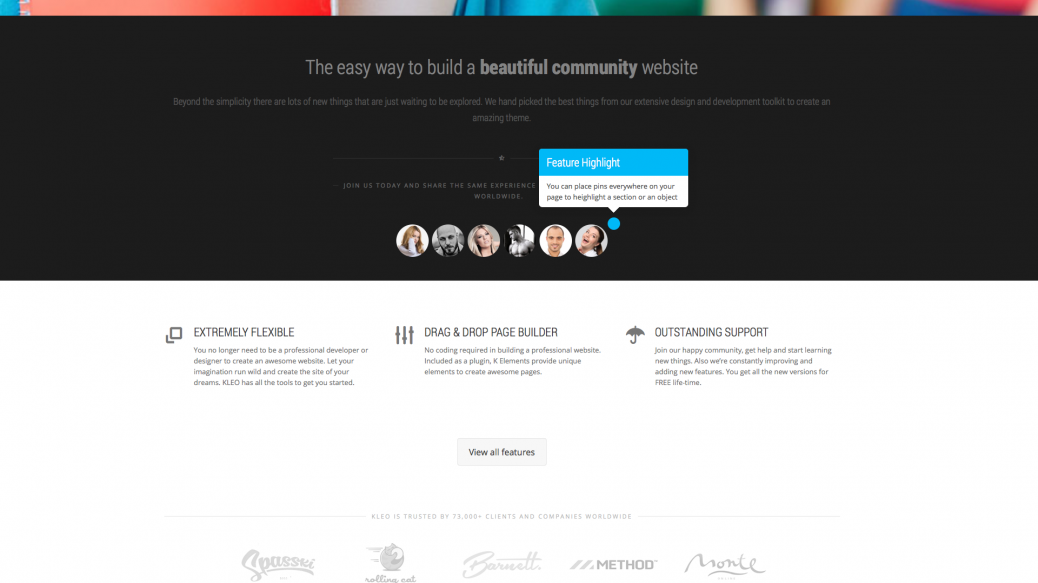 The easy way to build a beautiful community website
Beyond the simplicity there are lots of new things that are just waiting to be explored. We hand picked the best things from our extensive design and development toolkit to create an
amazing theme.
Feature Highlight
You can place pins everywhere on your
page to heighlight a section or an object
JOIN US TODAY AND SHARE THE SAME EXPERIENCE
WORLDWIDE.
EXTREMELY FLEXIBLE
You no longer need to be a professional developer or
designer to create an awesome website. Let your
imagination run wild and create the site of your
dreams. KLEO has all the tools to get you started.
DRAG & DROP PAGE BUILDER
No coding required in building a professional website.
Included as a plugin, K Elements provide unique
elements to create awesome pages.
OUTSTANDING SUPPORT
Join our happy community, get help and start learning
new things. Also we're constantly improving and
adding new features. You get all the new versions for
FREE life-time.
View all features
KLEO IS TRUSTED BY 73,000+ CLIENTS AND COMPANIES WORLDWIDE
Spasski
rolling cat
Barnett.
METHOD
Monte